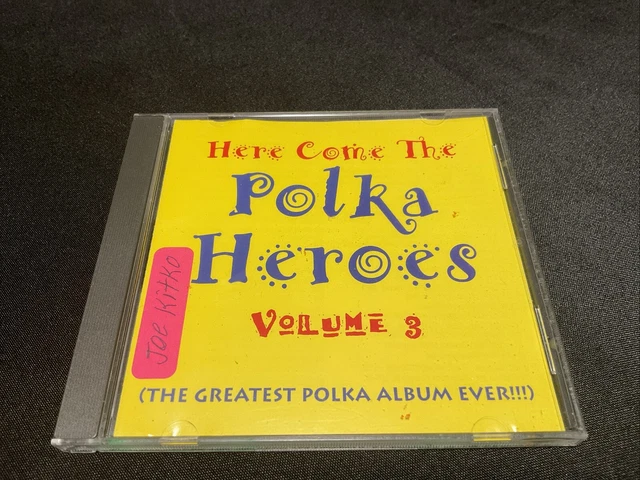 Here Come The
Polka
Heroes
Volume 3
(THE GREATEST POLKA ALBUM EVER!!!)
Joe Kitko